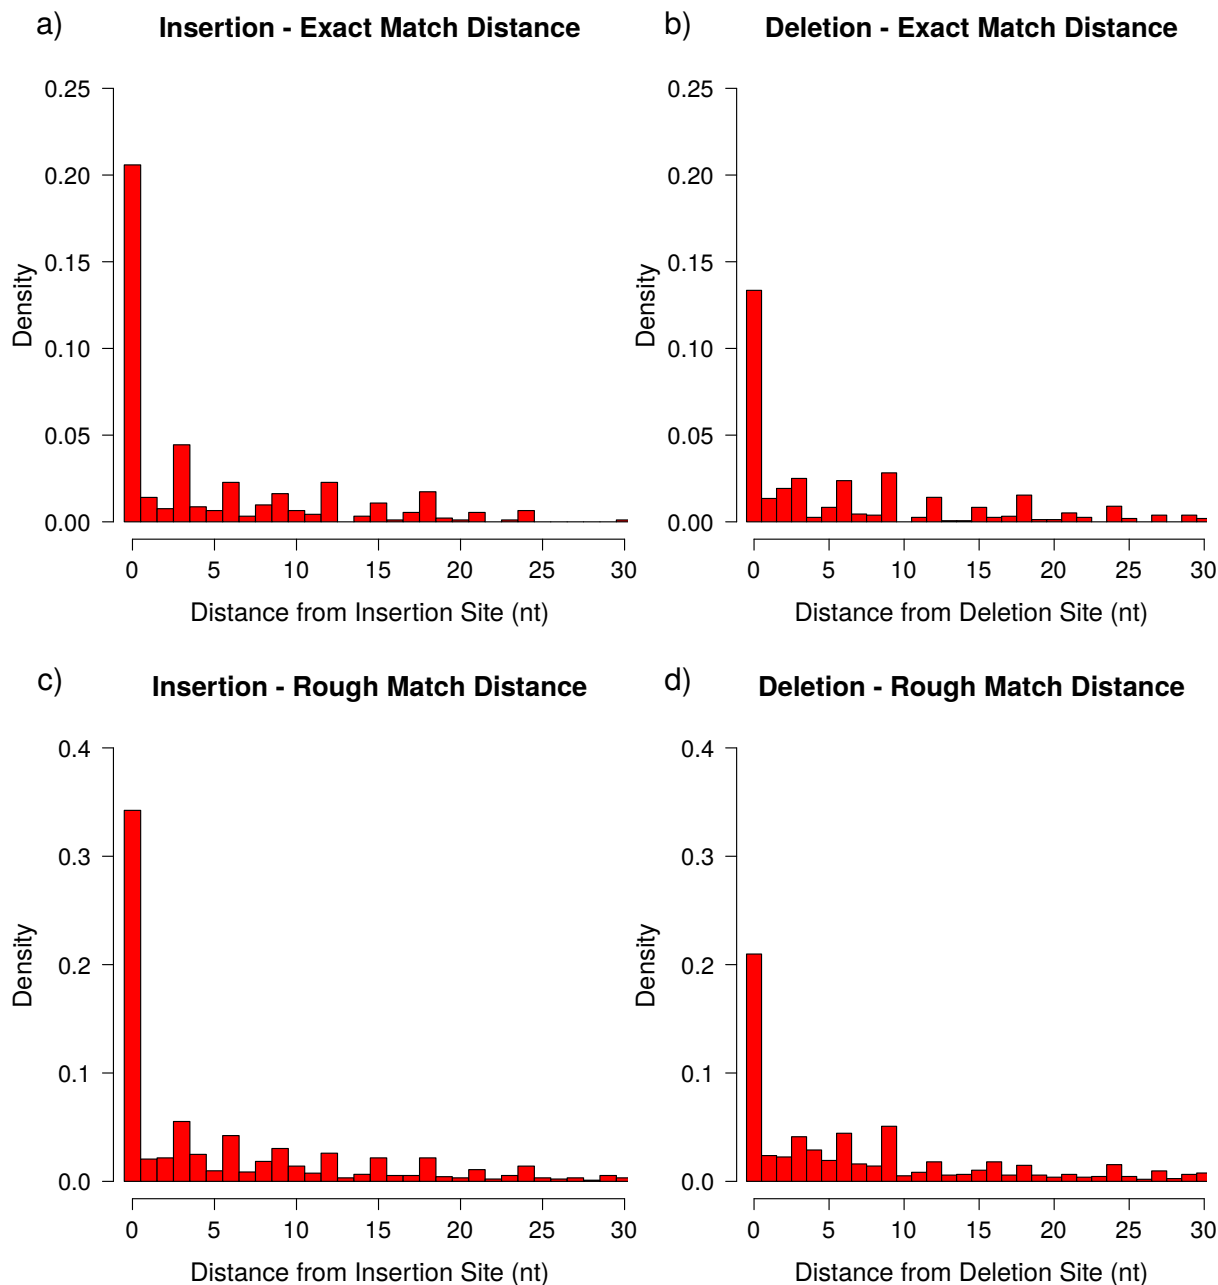 a) Insertion - Exact Match Distance
Density
0.25
0.20
0.15
0.10
0.05
0.00
0 5 10 15 20 25 30
Distance from Insertion Site (nt)
b) Deletion - Exact Match Distance
Density
0.25
0.20
0.15
0.10
0.05
0.00
0 5 10 15 20 25 30
Distance from Deletion Site (nt)
c) Insertion - Rough Match Distance
Density
0.4
0.3
0.2
0.1
0.0
0 5 10 15 20 25 30
Distance from Insertion Site (nt)
d) Deletion - Rough Match Distance
Density
0.4
0.3
0.2
0.1
0.0
0 5 10 15 20 25 30
Distance from Deletion Site (nt)